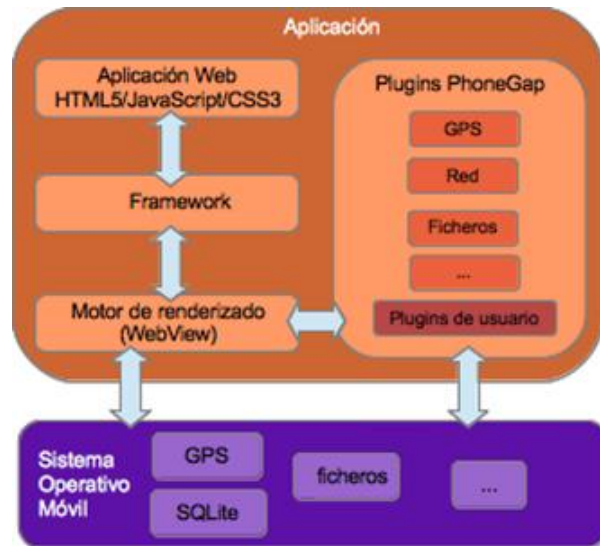 Aplicación
Aplicación Web
HTML5/JavaScript/CSS3
Framework
Motor de renderizado
(WebView)
Plugins PhoneGap
GPS
Red
Ficheros
...
Plugins de usuario
Sistema
Operativo
Móvil
GPS
SQLite
ficheros
...